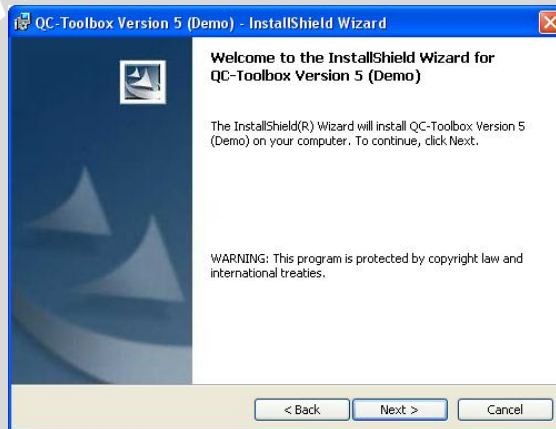 QC-Toolbox Version 5 (Demo) - InstallShield Wizard
Welcome to the InstallShield Wizard for
QC-Toolbox Version 5 (Demo)
The InstallShield(R) Wizard will install QC-Toolbox Version 5
(Demo) on your computer. To continue, click Next.
WARNING: This program is protected by copyright law and
international treaties.
< Back Next > Cancel